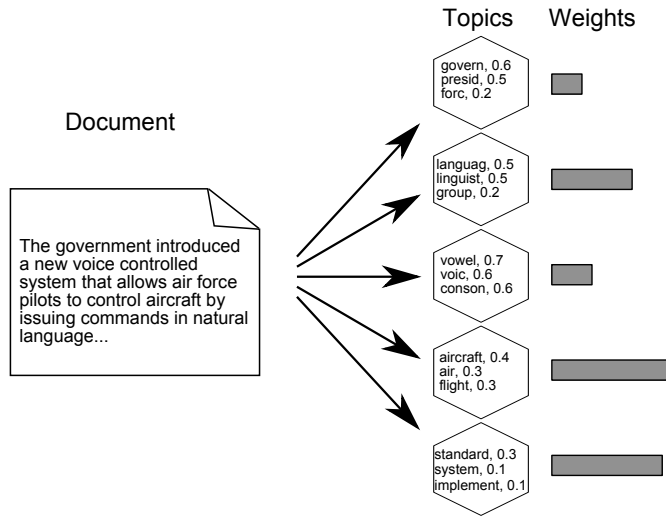 Topics
Weights
govern, 0.6
presid, 0.5
forc, 0.2
Document
languag, 0.5
linguist, 0.5
group, 0.2
The government introduced
a new voice controlled
system that allows air force
pilots to control aircraft by
issuing commands in natural
language...
vowel, 0.7
voic, 0.6
conson, 0.6
aircraft, 0.4
air, 0.3
flight, 0.3
standard, 0.3
system, 0.1
implement, 0.1